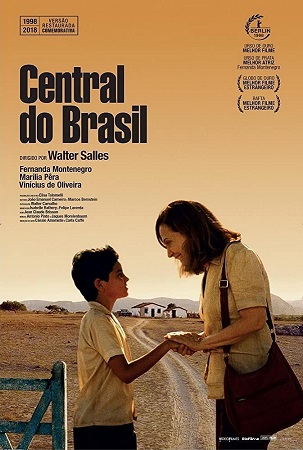 1998
2018
VERSÃO
RESTAURADA
COMEMORATIVA
BERLIN
1998
URSO DE OURO
MELHOR FILME
URSO DE PRATA
MELHOR ATRIZ
Fernanda Montenegro
GLOBO DE OURO
MELHOR FILME
ESTRANGEIRO
BAFTA
MELHOR FILME
ESTRANGEIRO
Central
do Brasil
DIRIGIDO POR Walter Salles
Fernanda Montenegro
Marília Pêra
Vinícius de Oliveira